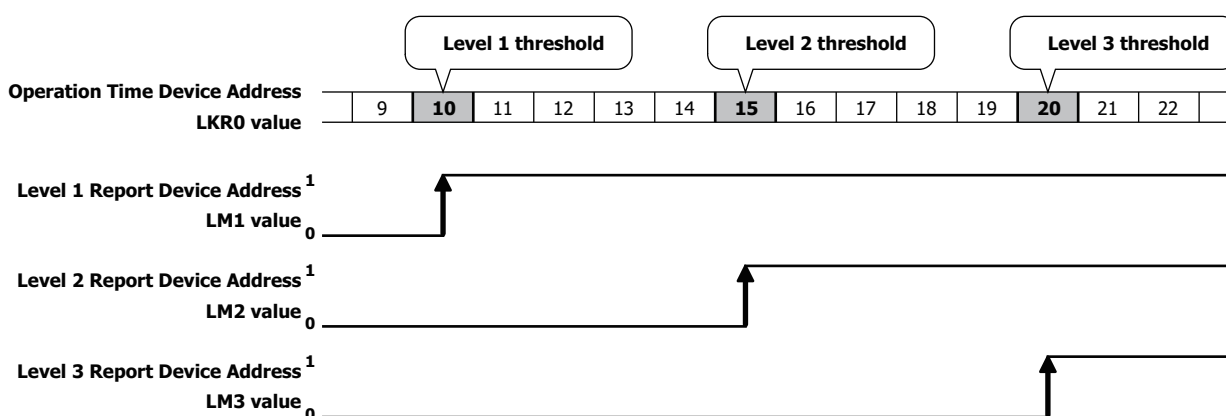 Level 1 threshold Level 2 threshold Level 3 threshold
Operation Time Device Address
LKR0 value
9 10 11 12 13 14 15 16 17 18 19 20 21 22
Level 1 Report Device Address 1
LM1 value 0
Level 2 Report Device Address 1
LM2 value 0
Level 3 Report Device Address 1
LM3 value 0